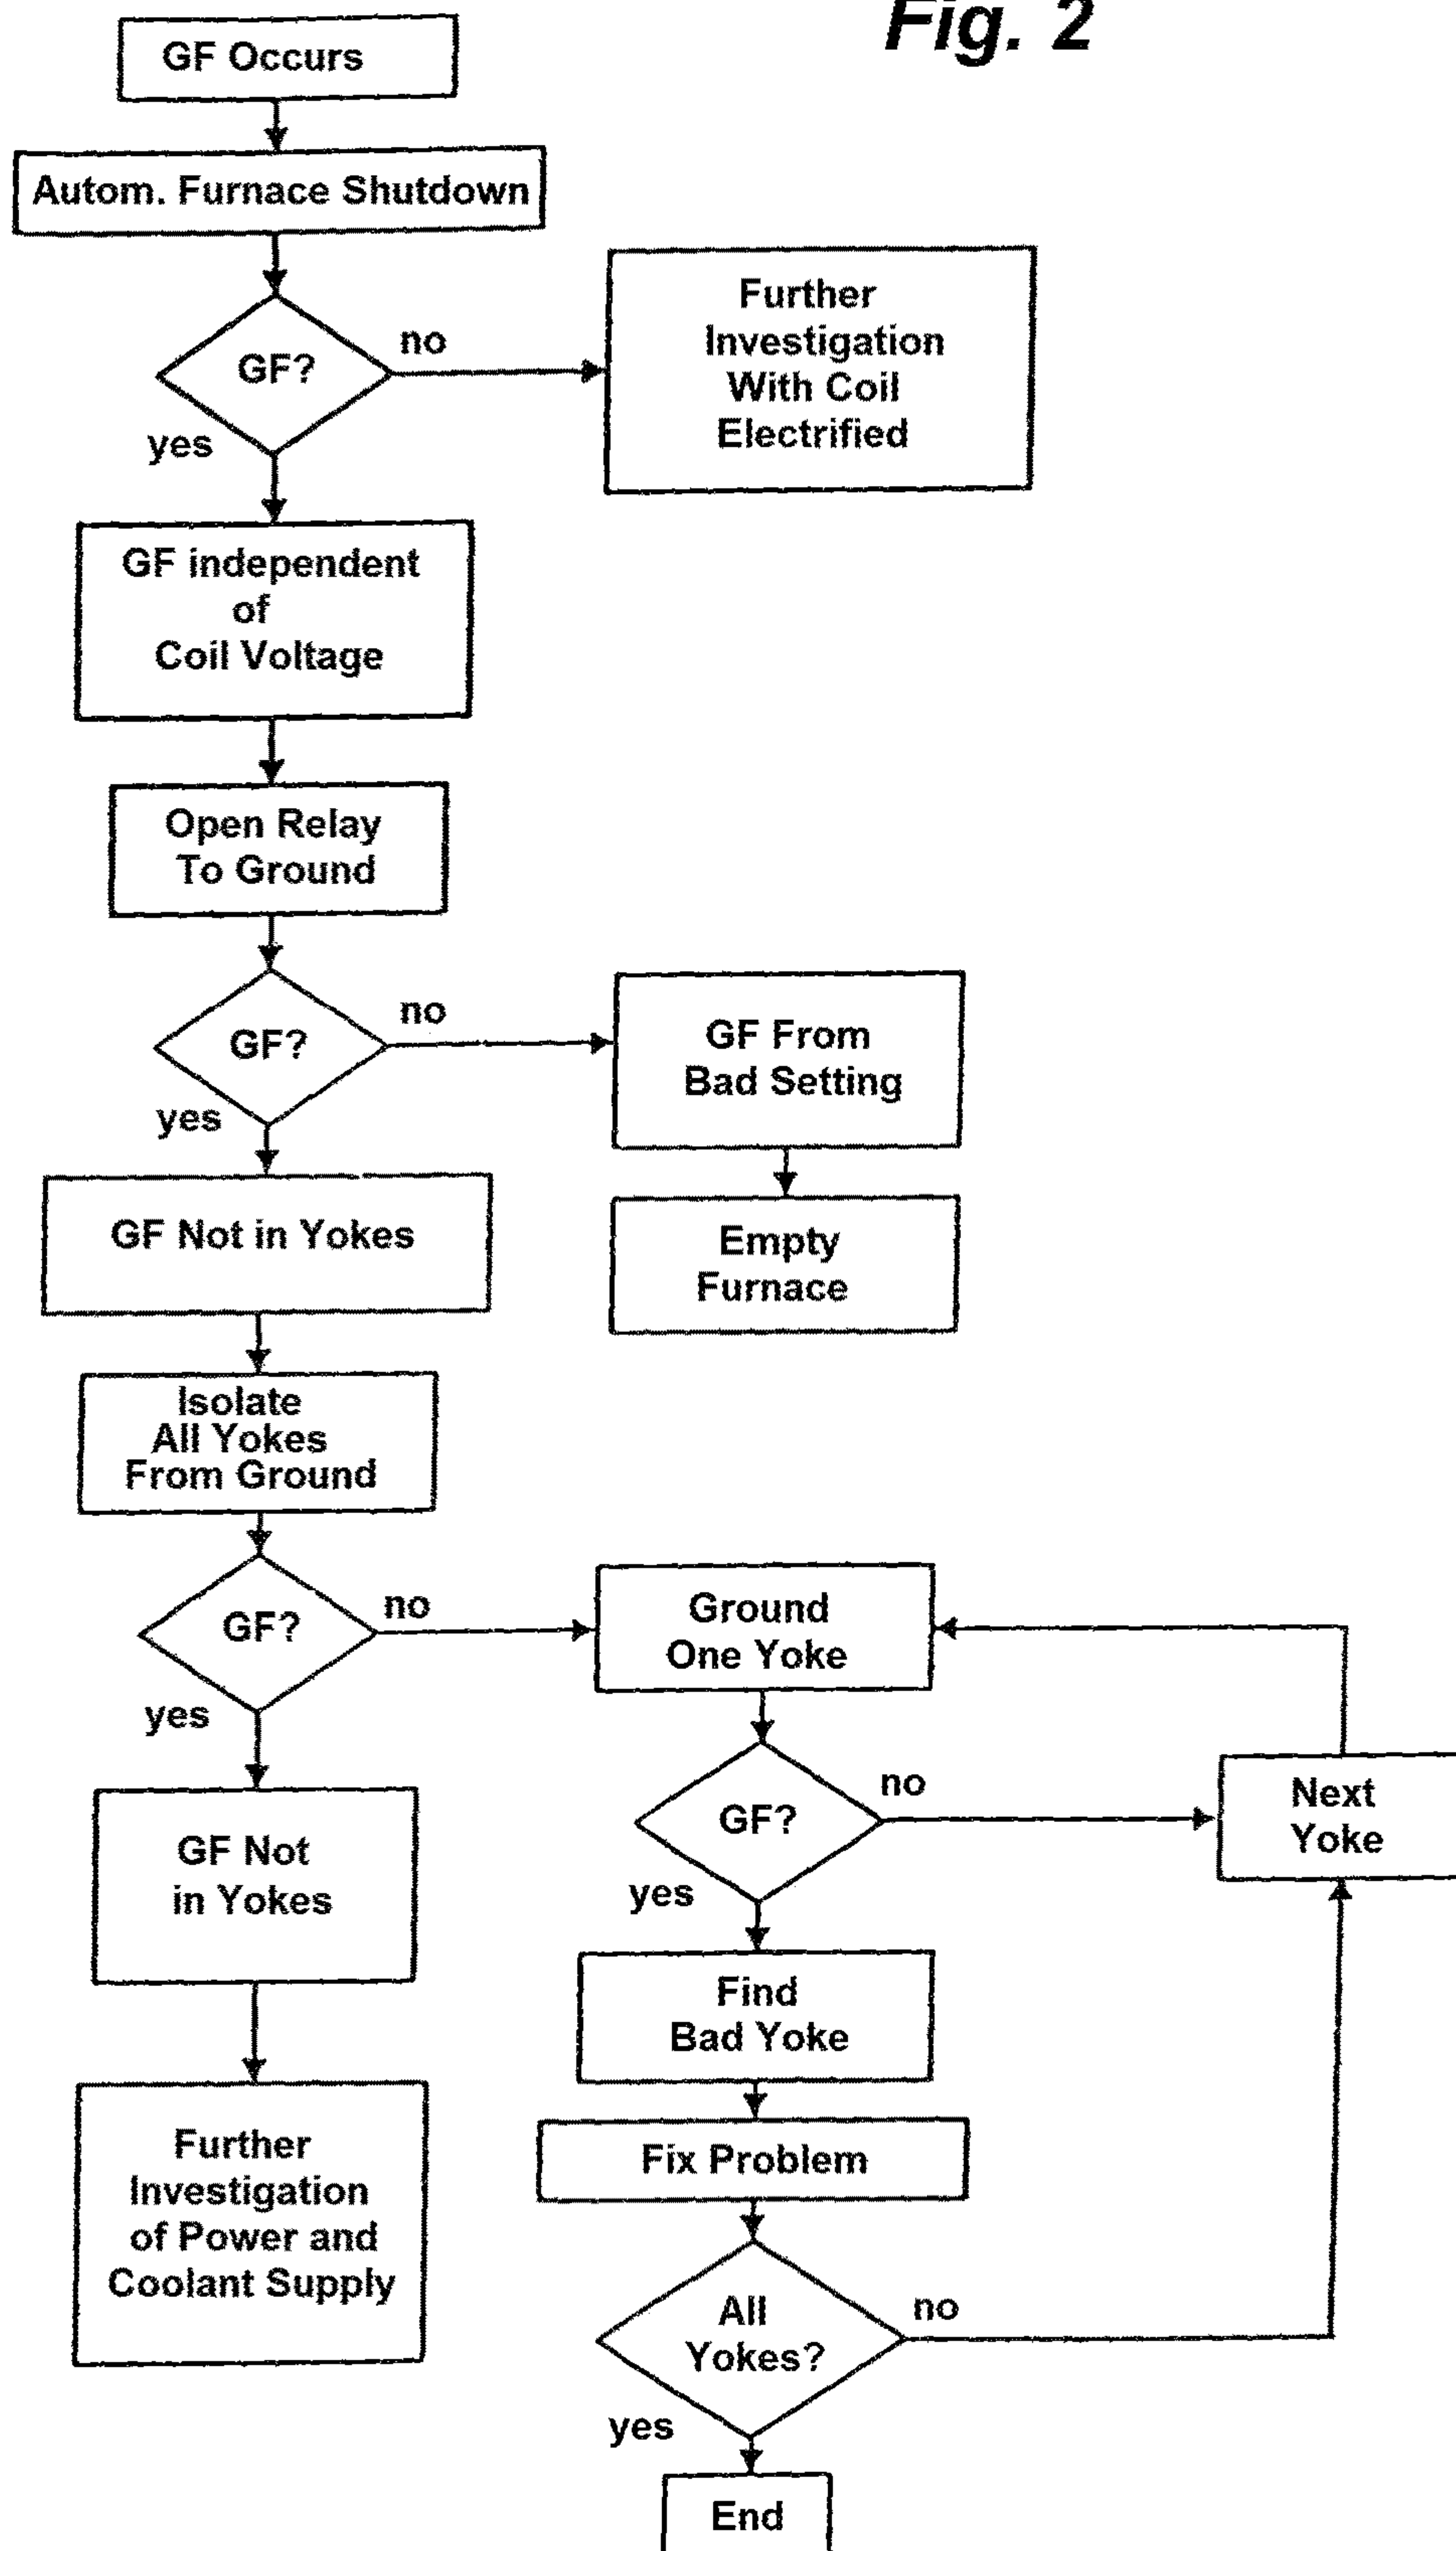 Fig. 2
GF Occurs
Autom. Furnace Shutdown
GF?
no
yes
Further
Investigation
With Coil
Electrified
GF independent
of
Coil Voltage
Open Relay
To Ground
GF?
no
yes
GF From
Bad Setting
Empty
Furnace
GF Not in Yokes
Isolate
All Yokes
From Ground
GF?
no
yes
Ground
One Yoke
GF?
no
yes
Next
Yoke
GF Not
in Yokes
Find
Bad Yoke
Further
Investigation
of Power and
Coolant Supply
Fix Problem
All
Yokes?
no
yes
End